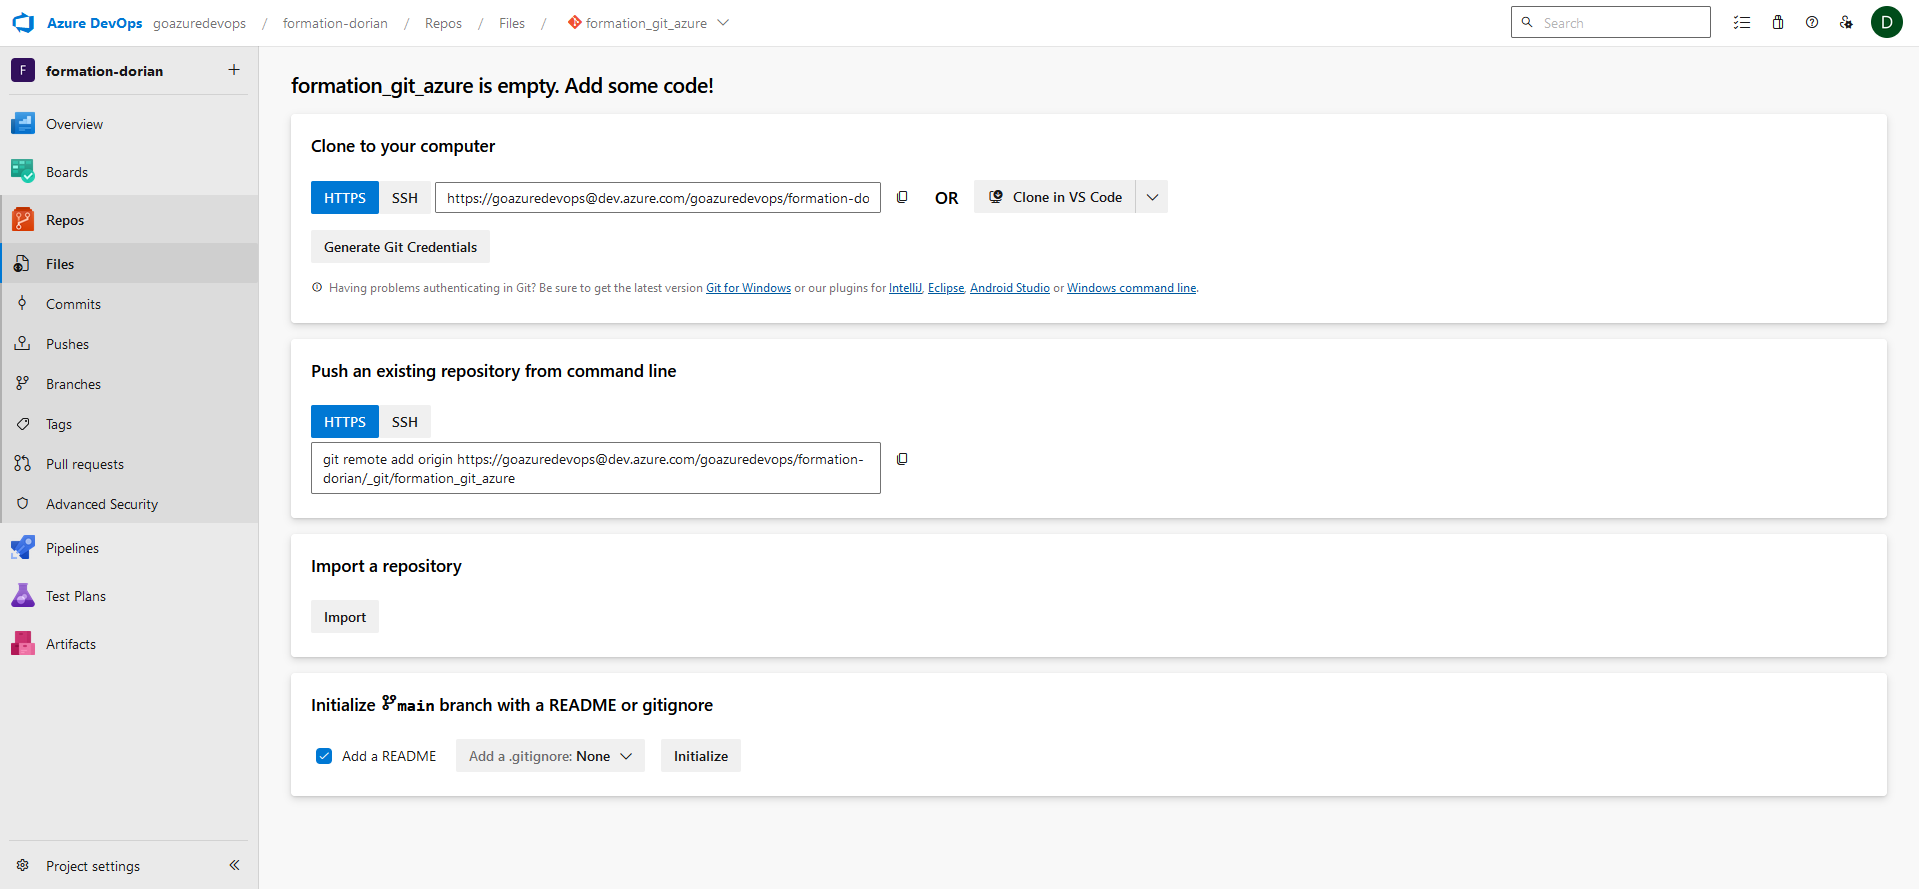 Azure DevOps goazuredevops / formation-dorian / Repos / Files / formation_git_azure
Search
D
F formation-dorian
Overview
Boards
Repos
Files
Commits
Pushes
Branches
Tags
Pull requests
Advanced Security
Pipelines
Test Plans
Artifacts
Project settings
formation_git_azure is empty. Add some code!
Clone to your computer
HTTPS SSH https://goazuredevops@dev.azure.com/goazuredevops/formation-do OR Clone in VS Code
Generate Git Credentials
Having problems authenticating in Git? Be sure to get the latest version Git for Windows or our plugins for IntelliJ, Eclipse, Android Studio or Windows command line.
Push an existing repository from command line
HTTPS SSH
git remote add origin https://goazuredevops@dev.azure.com/goazuredevops/formation-
dorian/_git/formation_git_azure
Import a repository
Import
Initialize main branch with a README or gitignore
Add a README Add a .gitignore: None Initialize